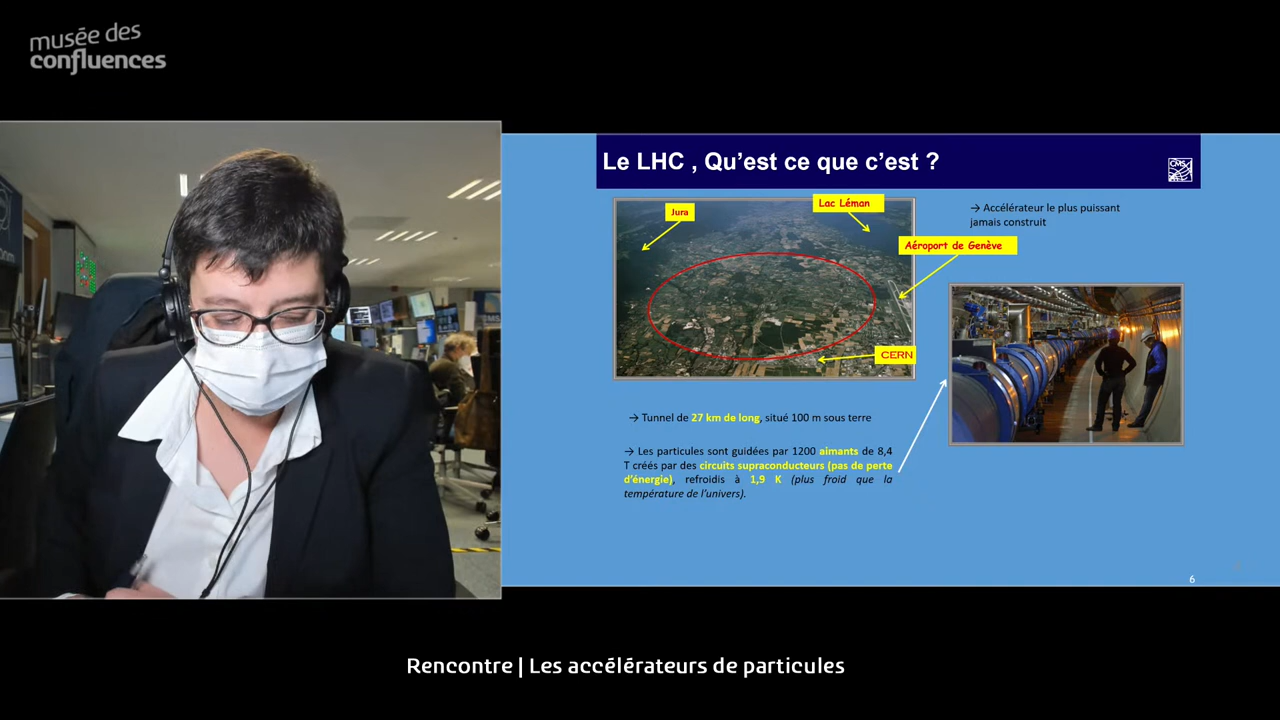 musée des
confluences
Le LHC , Qu’est ce que c’est ?
CMS
Jura
Lac Léman
Aéroport de Genève
CERN
→ Accélérateur le plus puissant
jamais construit
→ Tunnel de 27 km de long, situé 100 m sous terre
→ Les particules sont guidées par 1200 aimants de 8,4
T créés par des circuits supraconducteurs (pas de perte
d’énergie), refroidis à 1,9 K (plus froid que la
température de l’univers).
6
Rencontre | Les accélérateurs de particules